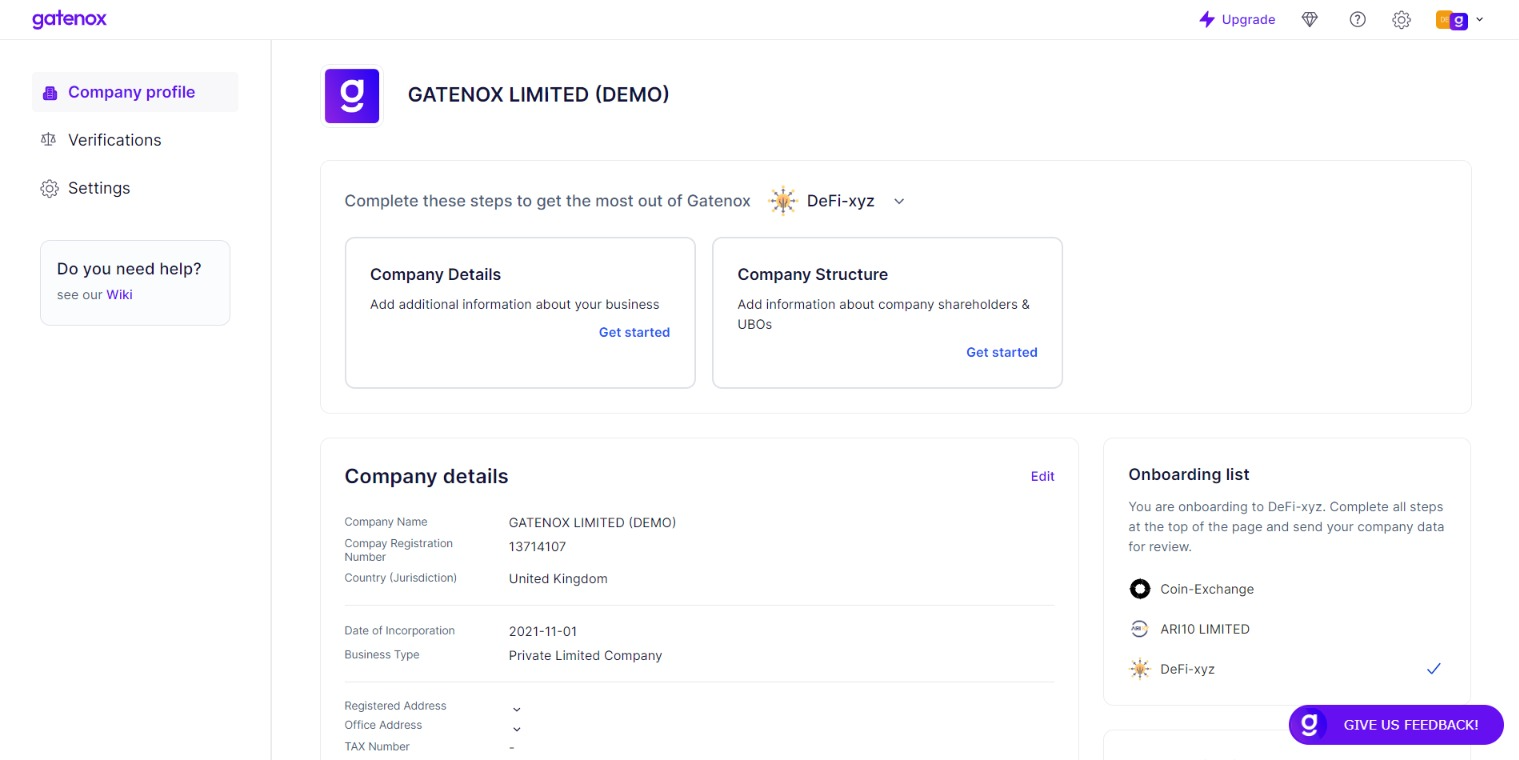 gatenox
Upgrade
Company profile
Verifications
Settings
Do you need help?
see our Wiki
GATENOX LIMITED (DEMO)
Complete these steps to get the most out of Gatenox DeFi-xyz
Company Details
Add additional information about your business
Get started
Company Structure
Add information about company shareholders &
UBOs
Get started
Company details
Edit
Company Name GATENOX LIMITED (DEMO)
Compay Registration
Number 13714107
Country (Jurisdiction) United Kingdom
Date of Incorporation 2021-11-01
Business Type Private Limited Company
Registered Address
Office Address
TAX Number -
Onboarding list
You are onboarding to DeFi-xyz. Complete all steps
at the top of the page and send your company data
for review.
Coin-Exchange
ARI10 LIMITED
DeFi-xyz
g GIVE US FEEDBACK!